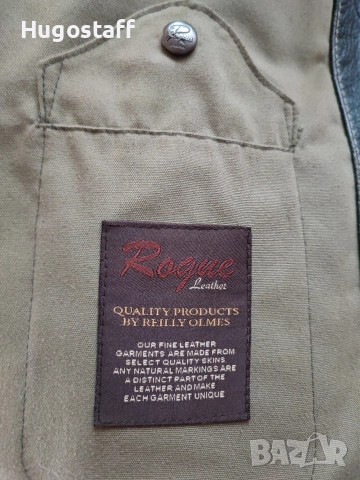 Hugostaff
Rogue
Leather
QUALITY PRODUCTS
BY REILLY OLMES
OUR FINE LEATHER
GARMENTS ARE MADE FROM
SELECT QUALITY SKINS
ANY NATURAL MARKINGS ARE
A DISTINCT PART OF THE
LEATHER AND MAKE
EACH GARMENT UNIQUE
BAZAR